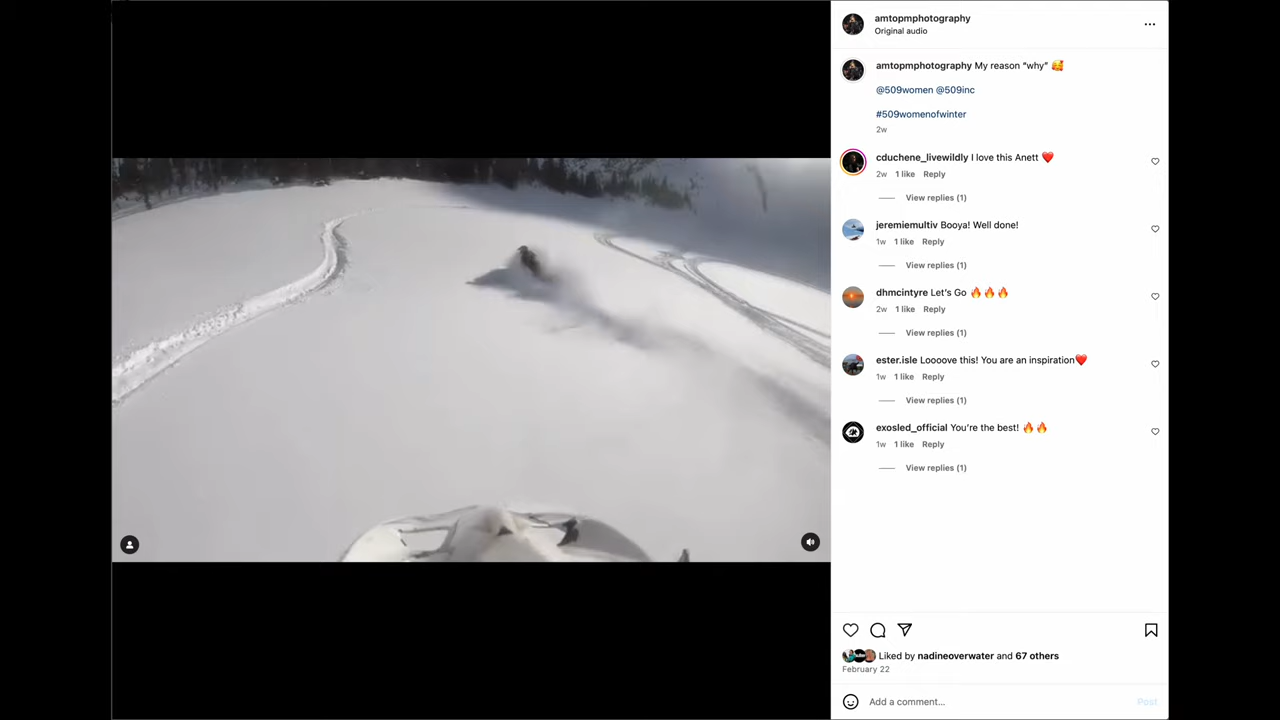 amtopmphotography
Original audio
amtopmphotography My reason "why" 🥰
@509women @509inc
#509womenofwinter
2w
cduchene_livewildly I love this Anett ❤️
2w 1 like Reply
View replies (1)
jeremiemultiv Booya! Well done!
1w 1 like Reply
View replies (1)
dhmcintyre Let's Go 🔥🔥🔥
2w 1 like Reply
View replies (1)
ester.isle Loooove this! You are an inspiration❤️
1w 1 like Reply
View replies (1)
exosled_official You're the best! 🔥🔥
1w 1 like Reply
View replies (1)
Liked by nadineoverwater and 67 others
February 22
Add a comment...
Post